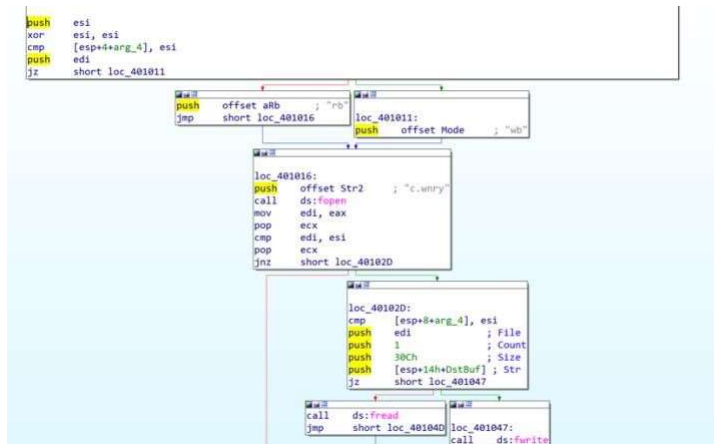 push esi
xor esi, esi
cmp [esp+4+arg_4], esi
push edi
jz short loc_401011
push offset aRb ; "rb"
jmp short loc_401016
loc_401011:
push offset Mode ; "wb"
loc_401016:
push offset Str2 ; "c.wnry"
call ds:fopen
mov edi, eax
pop ecx
cmp edi, esi
pop ecx
jnz short loc_40102D
loc_40102D:
cmp [esp+8+arg_4], esi
push edi ; File
push 1 ; Count
push 30Ch ; Size
push [esp+14h+DstBuf] ; Str
jz short loc_401047
call ds:fread
jmp short loc_40104D
loc_401047:
call ds:fwrite